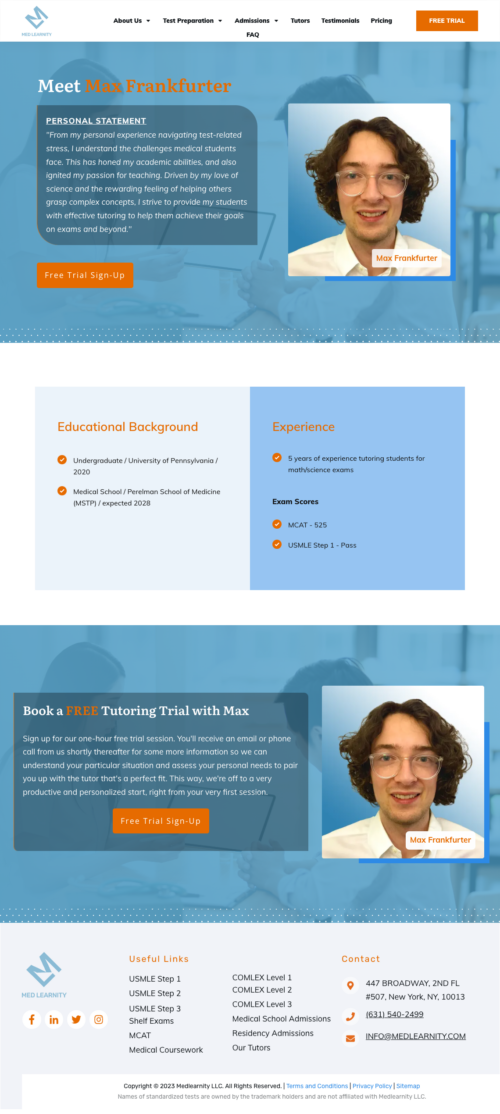 MED LEARNITY
About Us
Test Preparation
Admissions
Tutors
Testimonials
Pricing
FAQ
FREE TRIAL
Meet Max Frankfurter
PERSONAL STATEMENT
"From my personal experience navigating test-related
stress, I understand the challenges medical students
face. This has honed my academic abilities, and also
ignited my passion for teaching. Driven by my love of
science and the rewarding feeling of helping others
grasp complex concepts, I strive to provide my students
with effective tutoring to help them achieve their goals
on exams and beyond."
Max Frankfurter
Free Trial Sign-Up
Educational Background
Undergraduate / University of Pennsylvania /
2020
Medical School / Perelman School of Medicine
(MSTP) / expected 2028
Experience
5 years of experience tutoring students for
math/science exams
Exam Scores
MCAT - 525
USMLE Step 1 - Pass
Book a FREE Tutoring Trial with Max
Sign up for our one-hour free trial session. You'll receive an email or phone
call from us shortly thereafter for some more information so we can
understand your particular situation and assess your personal needs to pair
you up with the tutor that's a perfect fit. This way, we're off to a very
productive and personalized start, right from your very first session.
Free Trial Sign-Up
Max Frankfurter
MED LEARNITY
Useful Links
USMLE Step 1
USMLE Step 2
USMLE Step 3
Shelf Exams
MCAT
Medical Coursework
COMLEX Level 1
COMLEX Level 2
COMLEX Level 3
Medical School Admissions
Residency Admissions
Our Tutors
Contact
447 BROADWAY, 2ND FL
#507, New York, NY, 10013
(631) 540-2499
INFO@MEDLEARNITY.COM
Copyright © 2023 Medlearnity LLC. All Rights Reserved. | Terms and Conditions | Privacy Policy | Sitemap
Names of standardized tests are owned by the trademark holders and are not affiliated with Medlearnity LLC.